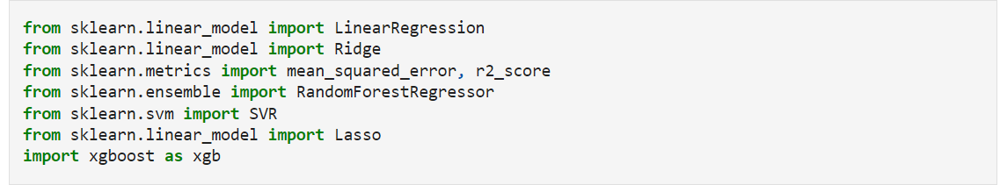 from sklearn.linear_model import LinearRegression
from sklearn.linear_model import Ridge
from sklearn.metrics import mean_squared_error, r2_score
from sklearn.ensemble import RandomForestRegressor
from sklearn.svm import SVR
from sklearn.linear_model import Lasso
import xgboost as xgb